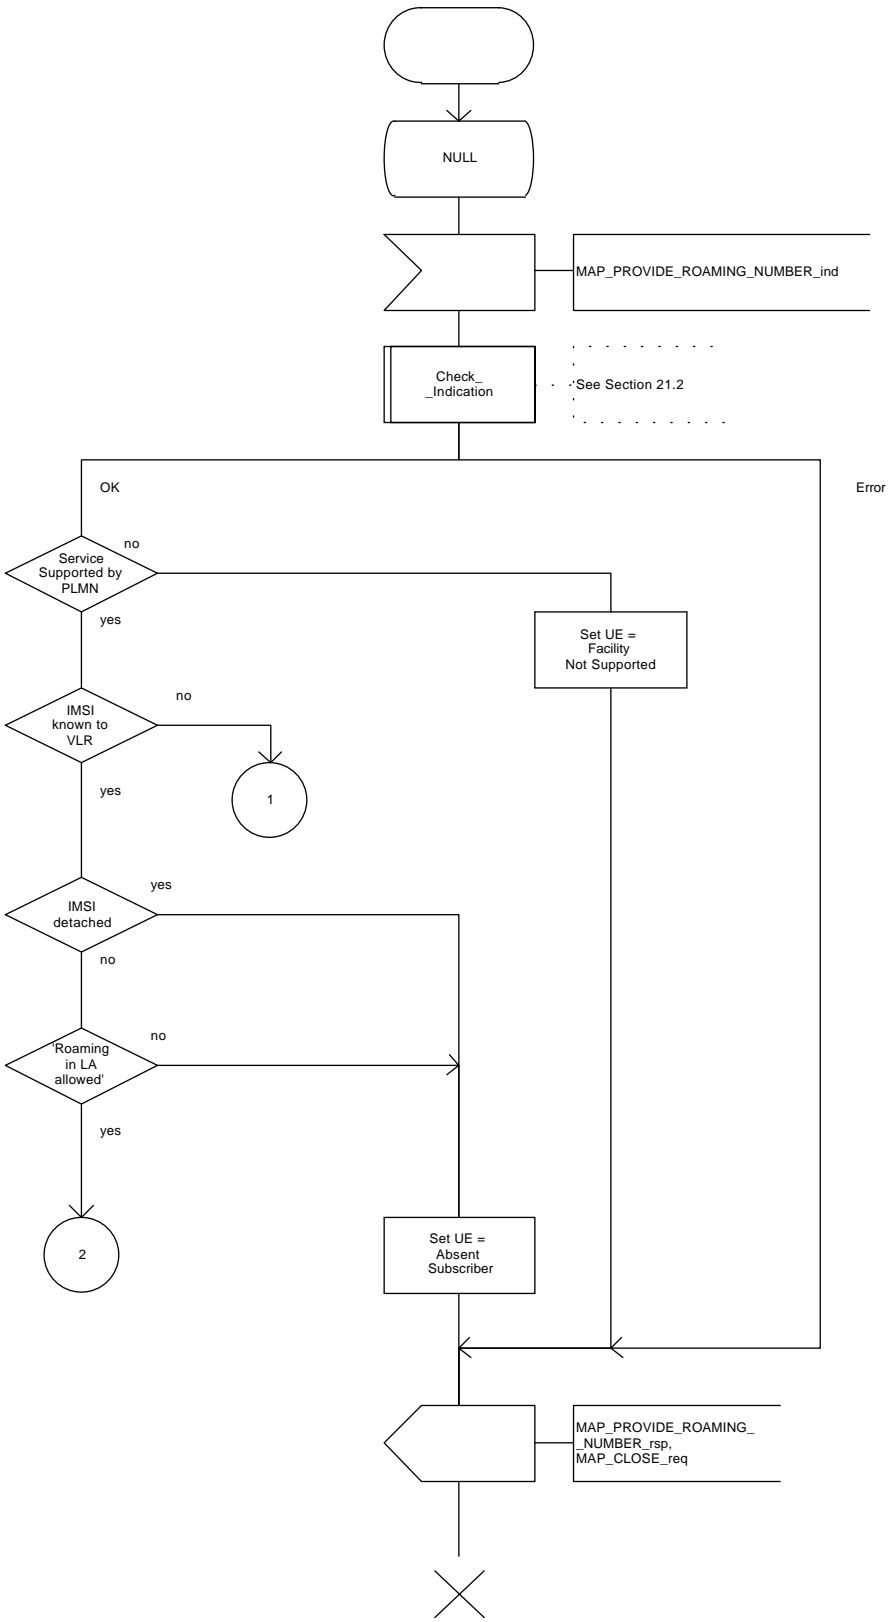 NULL
MAP_PROVIDE_ROAMING_NUMBER_ind
Check_
_Indication
See Section 21.2
OK
Error
no
Service
Supported by
PLMN
yes
Set UE =
Facility
Not Supported
no
IMSI
known to
VLR
yes
1
yes
IMSI
detached
no
no
'Roaming
in LA
allowed'
yes
2
Set UE =
Absent
Subscriber
MAP_PROVIDE_ROAMING_
_NUMBER_rsp,
MAP_CLOSE_req